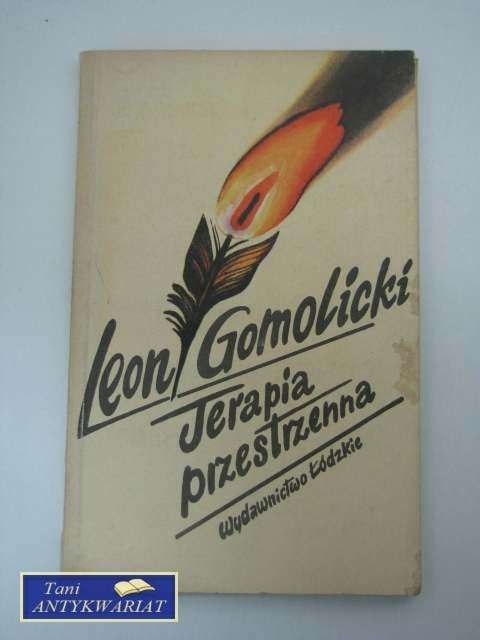 Leon Gomolicki
Terapia
przestrzenna
Wydawnictwo Łódzkie
Tani
ANTYKWARIAT